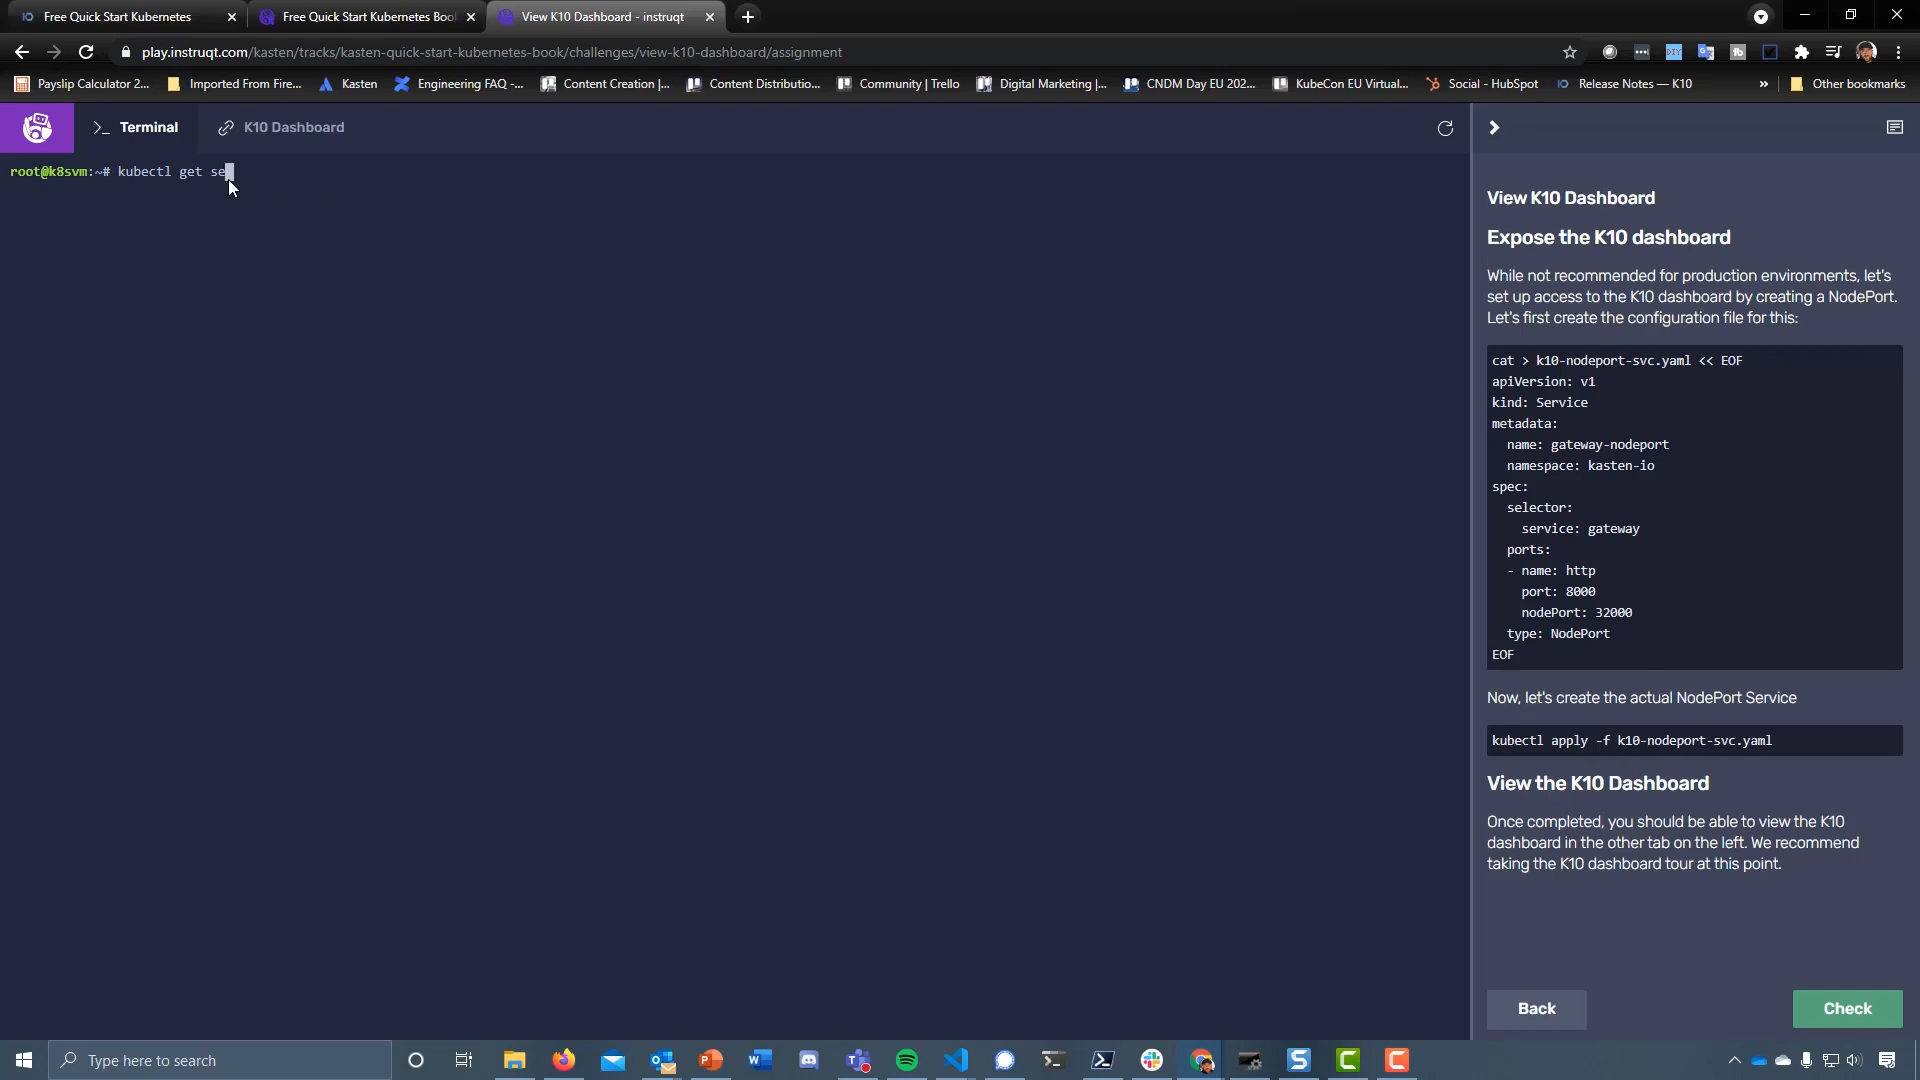 Free Quick Start Kubernetes
Free Quick Start Kubernetes Boo
View K10 Dashboard - instruqt
play.instruqt.com/kasten/tracks/kasten-quick-start-kubernetes-book/challenges/view-k10-dashboard/assignment
Payslip Calculator 2...
Imported From Fire...
Kasten
Engineering FAQ -...
Content Creation |...
Content Distributio...
Community | Trello
Digital Marketing |...
CNDM Day EU 202...
KubeCon EU Virtual...
Social - HubSpot
Release Notes — K10
»
Other bookmarks
>_ Terminal
K10 Dashboard
root@k8svm:~# kubectl get se
View K10 Dashboard
Expose the K10 dashboard
While not recommended for production environments, let's
set up access to the K10 dashboard by creating a NodePort.
Let's first create the configuration file for this:
cat > k10-nodeport-svc.yaml << EOF
apiVersion: v1
kind: Service
metadata:
  name: gateway-nodeport
  namespace: kasten-io
spec:
  selector:
    service: gateway
  ports:
  - name: http
    port: 8000
    nodePort: 32000
  type: NodePort
EOF
Now, let's create the actual NodePort Service
kubectl apply -f k10-nodeport-svc.yaml
View the K10 Dashboard
Once completed, you should be able to view the K10
dashboard in the other tab on the left. We recommend
taking the K10 dashboard tour at this point.
Back
Check
Type here to search